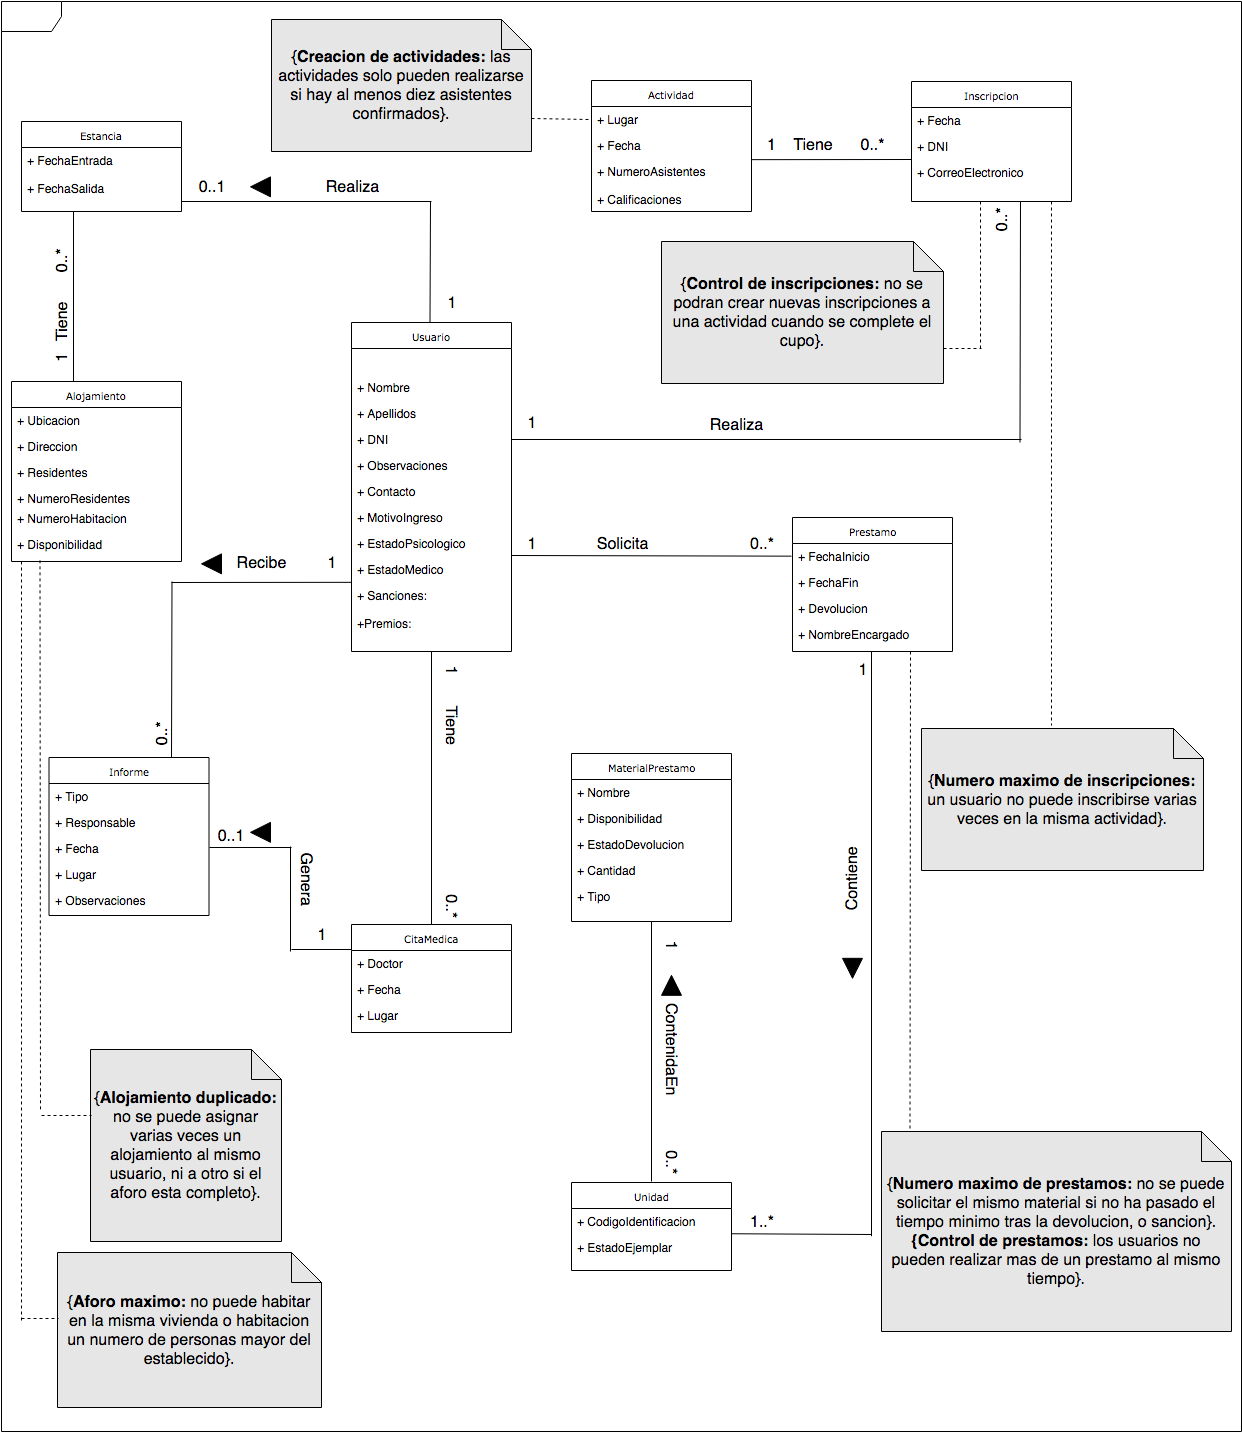 {Creacion de actividades: las
actividades solo pueden realizarse
si hay al menos diez asistentes
confirmados}.
Actividad
+ Lugar
+ Fecha
+ NumeroAsistentes
+ Calificaciones
1 Tiene 0..*
Inscripcion
+ Fecha
+ DNI
+ CorreoElectronico
0..*
Estancia
+ FechaEntrada
+ FechaSalida
0..1
Realiza
1
0..*
Tiene
1
{Control de inscripciones: no se
podran crear nuevas inscripciones a
una actividad cuando se complete el
cupo}.
Usuario
+ Nombre
+ Apellidos
+ DNI
+ Observaciones
+ Contacto
+ MotivoIngreso
+ EstadoPsicologico
+ EstadoMedico
+ Sanciones:
+Premios:
1
Realiza
Alojamiento
+ Ubicacion
+ Direccion
+ Residentes
+ NumeroResidentes
+ NumeroHabitacion
+ Disponibilidad
1 Solicita 0..*
Prestamo
+ FechaInicio
+ FechaFin
+ Devolucion
+ NombreEncargado
Recibe 1
0..*
1
Tiene
0..*
1
Contiene
1..*
Informe
+ Tipo
+ Responsable
+ Fecha
+ Lugar
+ Observaciones
0..1
Genera
1
CitaMedica
+ Doctor
+ Fecha
+ Lugar
MaterialPrestamo
+ Nombre
+ Disponibilidad
+ EstadoDevolucion
+ Cantidad
+ Tipo
1
ContenidaEn
0..*
Unidad
+ CodigoIdentificacion
+ EstadoEjemplar
{Numero maximo de inscripciones:
un usuario no puede inscribirse varias
veces en la misma actividad}.
{Alojamiento duplicado:
no se puede asignar
varias veces un
alojamiento al mismo
usuario, ni a otro si el
aforo esta completo}.
{Numero maximo de prestamos: no se puede
solicitar el mismo material si no ha pasado el
tiempo minimo tras la devolucion, o sancion}.
{Control de prestamos: los usuarios no
pueden realizar mas de un prestamo al mismo
tiempo}.
{Aforo maximo: no puede habitar
en la misma vivienda o habitacion
un numero de personas mayor del
establecido}.